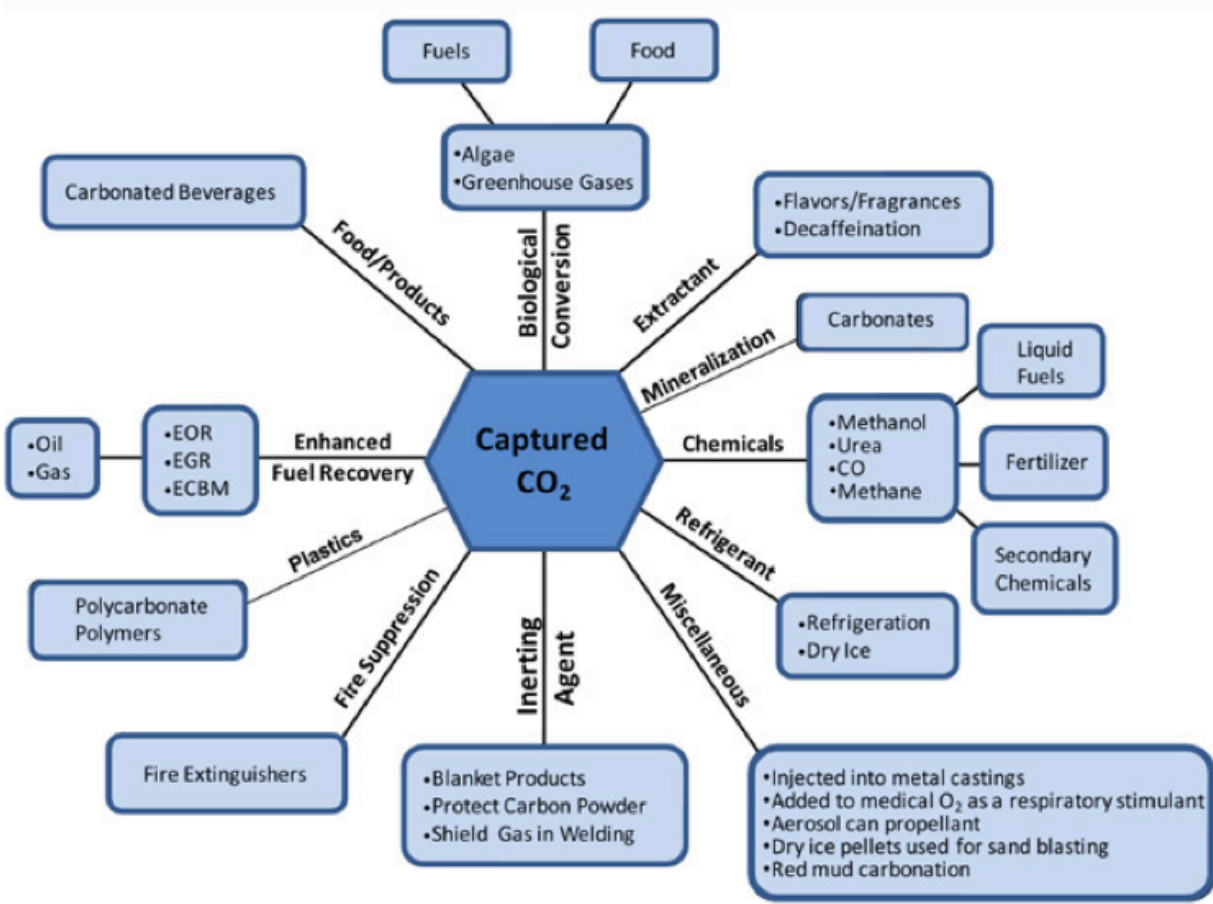 Fuels
Food
•Algae
•Greenhouse Gases
Carbonated Beverages
•Flavors/Fragrances
•Decaffeination
Food/Products
Biological
Conversion
Extractant
Mineralization
Carbonates
Liquid
Fuels
Captured
CO₂
Chemicals
•Methanol
•Urea
•CO
•Methane
Fertilizer
Secondary
Chemicals
Enhanced
Fuel Recovery
•EOR
•EGR
•ECBM
•Oil
•Gas
Plastics
Polycarbonate
Polymers
Refrigerant
•Refrigeration
•Dry Ice
Fire Suppression
Fire Extinguishers
Inerting
Agent
•Blanket Products
•Protect Carbon Powder
•Shield Gas in Welding
Miscellaneous
•Injected into metal castings
•Added to medical O₂ as a respiratory stimulant
•Aerosol can propellant
•Dry ice pellets used for sand blasting
•Red mud carbonation